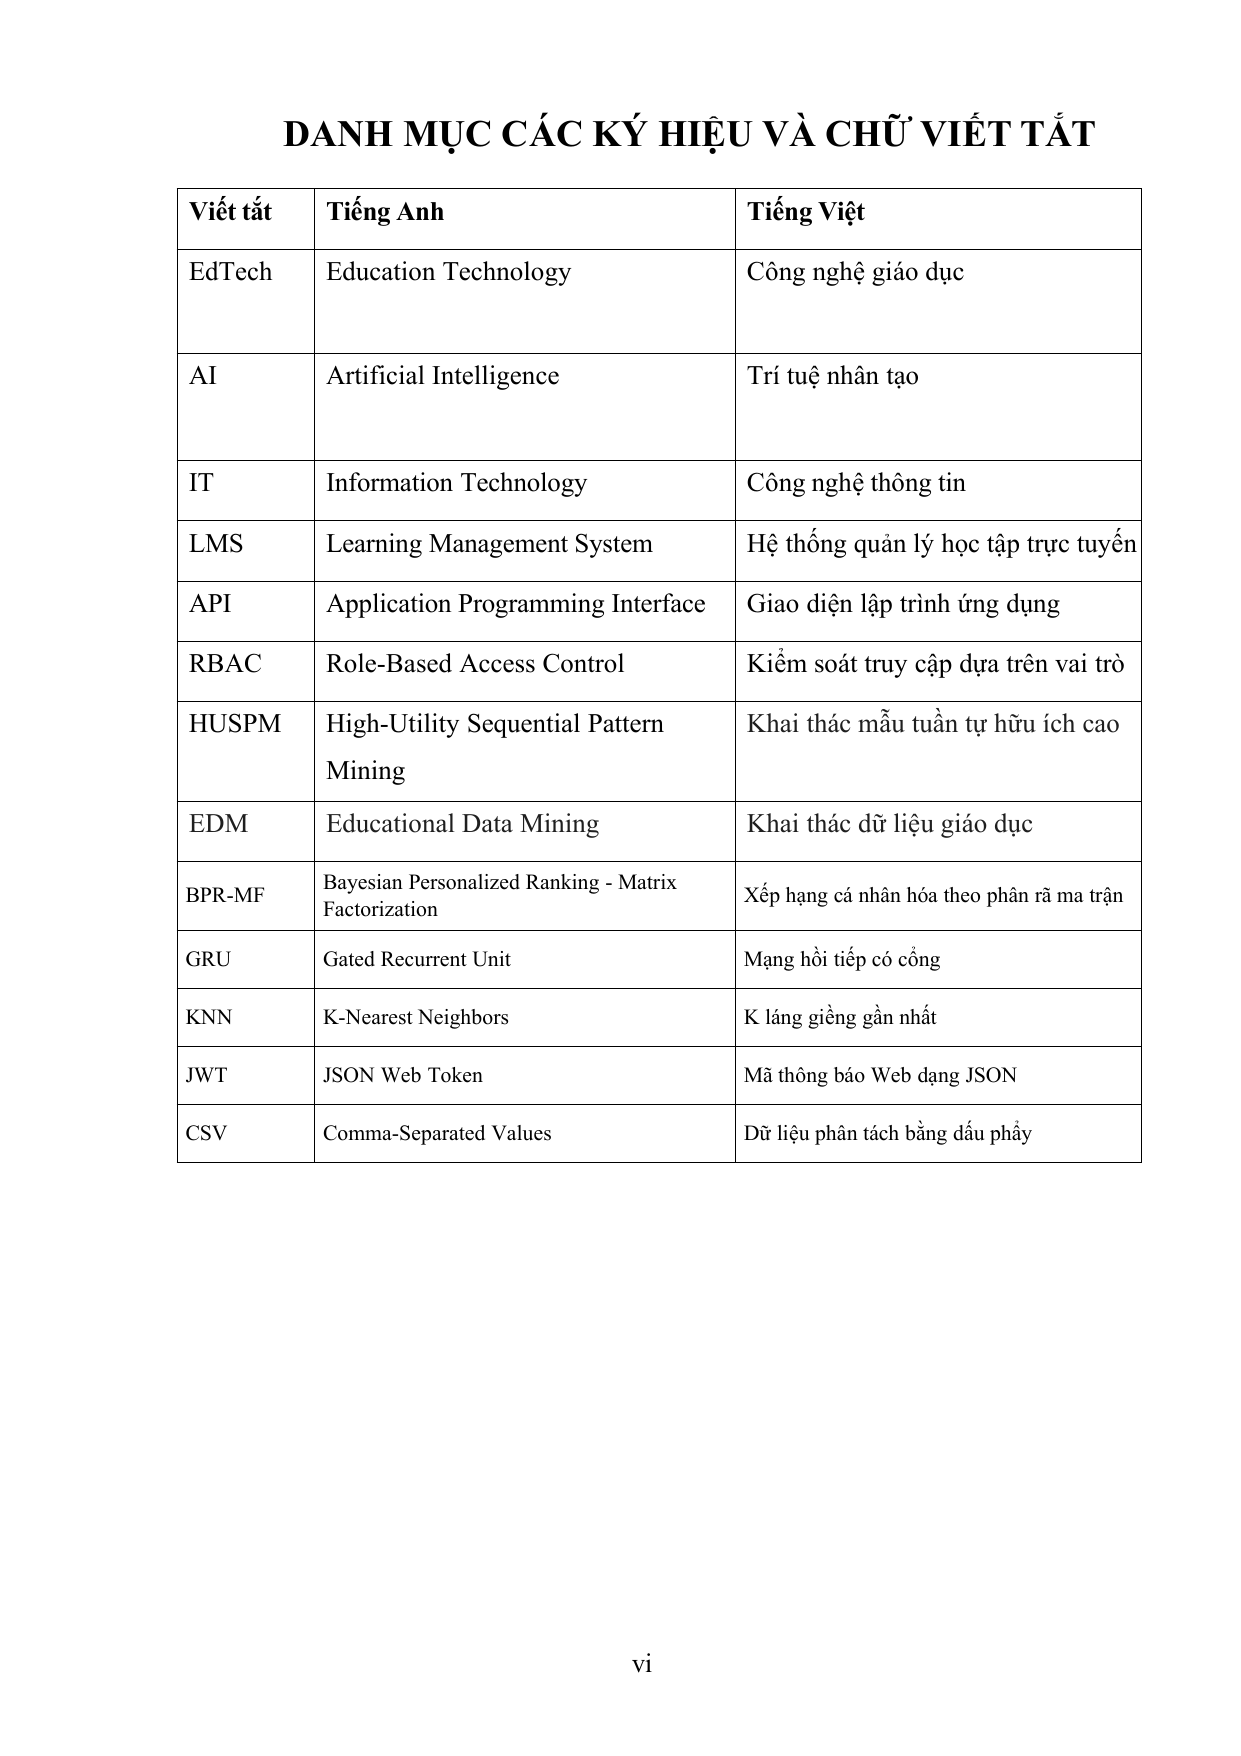 DANH MỤC CÁC KÝ HIỆU VÀ CHỮ VIẾT TẮT
Viết tắt Tiếng Anh Tiếng Việt
EdTech Education Technology Công nghệ giáo dục
AI Artificial Intelligence Trí tuệ nhân tạo
IT Information Technology Công nghệ thông tin
LMS Learning Management System Hệ thống quản lý học tập trực tuyến
API Application Programming Interface Giao diện lập trình ứng dụng
RBAC Role-Based Access Control Kiểm soát truy cập dựa trên vai trò
HUSPM High-Utility Sequential Pattern Khai thác mẫu tuần tự hữu ích cao
Mining
EDM Educational Data Mining Khai thác dữ liệu giáo dục
BPR-MF Bayesian Personalized Ranking - Matrix Xếp hạng cá nhân hóa theo phân rã ma trận
Factorization
GRU Gated Recurrent Unit Mạng hồi tiếp có cổng
KNN K-Nearest Neighbors K láng giềng gần nhất
JWT JSON Web Token Mã thông báo Web dạng JSON
CSV Comma-Separated Values Dữ liệu phân tách bằng dấu phẩy
vi